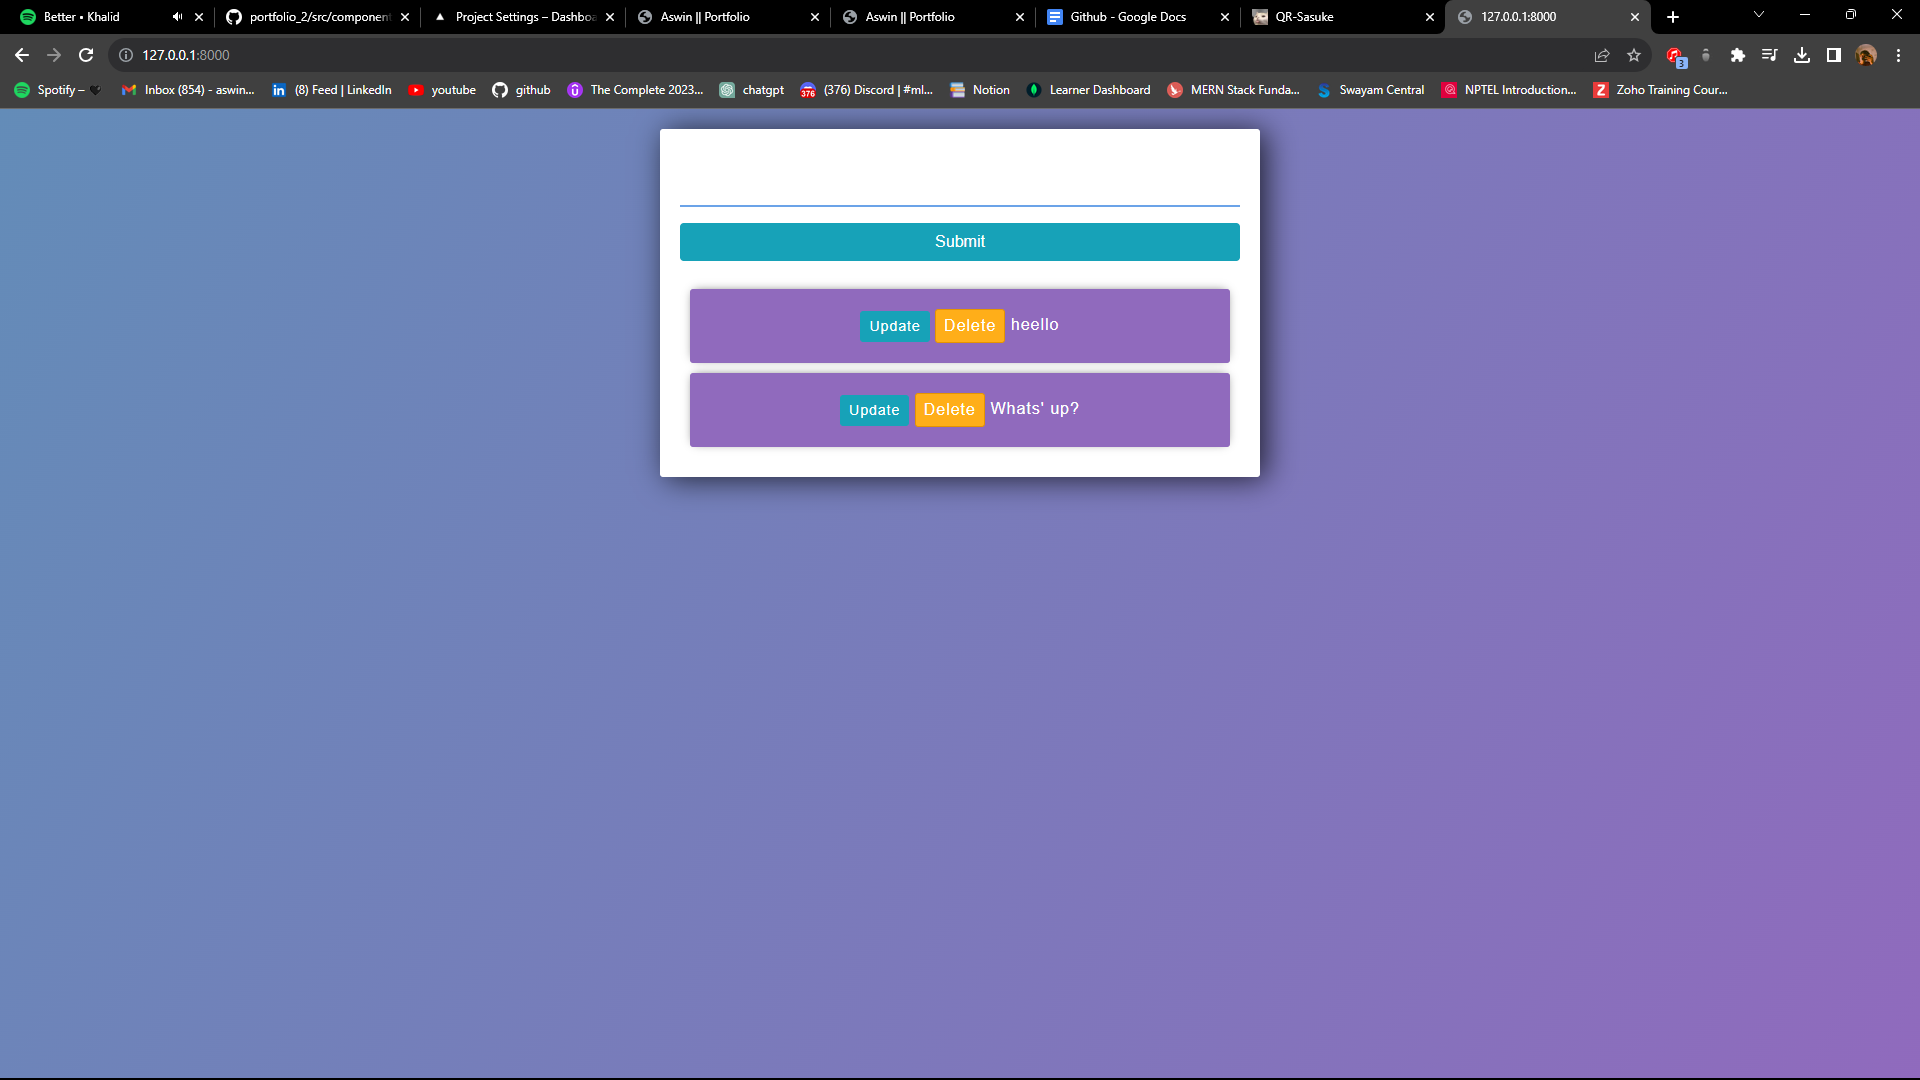 Better • Khalid
portfolio_2/src/componen
Project Settings – Dashboa
Aswin || Portfolio
Aswin || Portfolio
Github - Google Docs
QR-Sasuke
127.0.0.1:8000
127.0.0.1:8000
3
Spotify –
Inbox (854) - aswin...
(8) Feed | LinkedIn
youtube
github
The Complete 2023...
chatgpt
376
(376) Discord | #ml...
Notion
Learner Dashboard
MERN Stack Funda...
Swayam Central
NPTEL Introduction...
Zoho Training Cour...
Submit
Update Delete heello
Update Delete Whats' up?